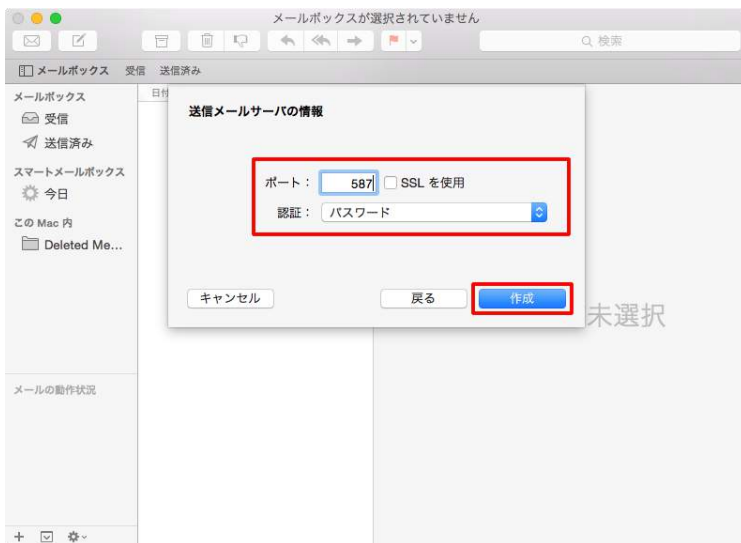 メールボックスが選択されていません
検索
メールボックス 受信 送信済み
メールボックス
受信
送信済み
スマートメールボックス
今日
この Mac 内
Deleted Me...
メールの動作状況
日付
送信メールサーバの情報
ポート： 587 SSL を使用
認証： パスワード
キャンセル 戻る 作成
未選択